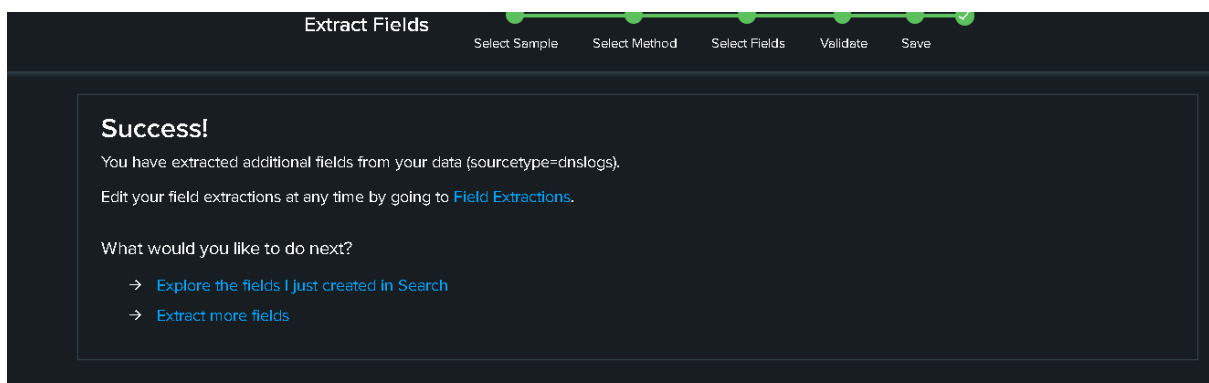 Extract Fields
Select Sample Select Method Select Fields Validate Save
Success!
You have extracted additional fields from your data (sourcetype=dnslogs).
Edit your field extractions at any time by going to Field Extractions.
What would you like to do next?
→ Explore the fields I just created in Search
→ Extract more fields